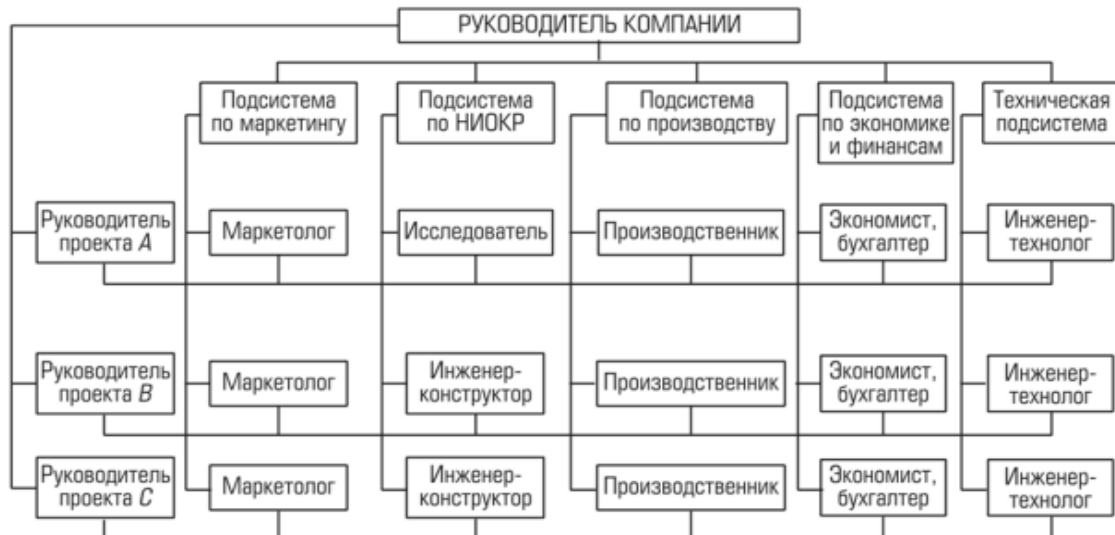 РУКОВОДИТЕЛЬ КОМПАНИИ
Подсистема
по маркетингу
Подсистема
по НИОКР
Подсистема
по производству
Подсистема
по экономике
и финансам
Техническая
подсистема
Руководитель
проекта А
Маркетолог
Исследователь
Производственник
Экономист,
бухгалтер
Инженер-
технолог
Руководитель
проекта В
Маркетолог
Инженер-
конструктор
Производственник
Экономист,
бухгалтер
Инженер-
технолог
Руководитель
проекта С
Маркетолог
Инженер-
конструктор
Производственник
Экономист,
бухгалтер
Инженер-
технолог